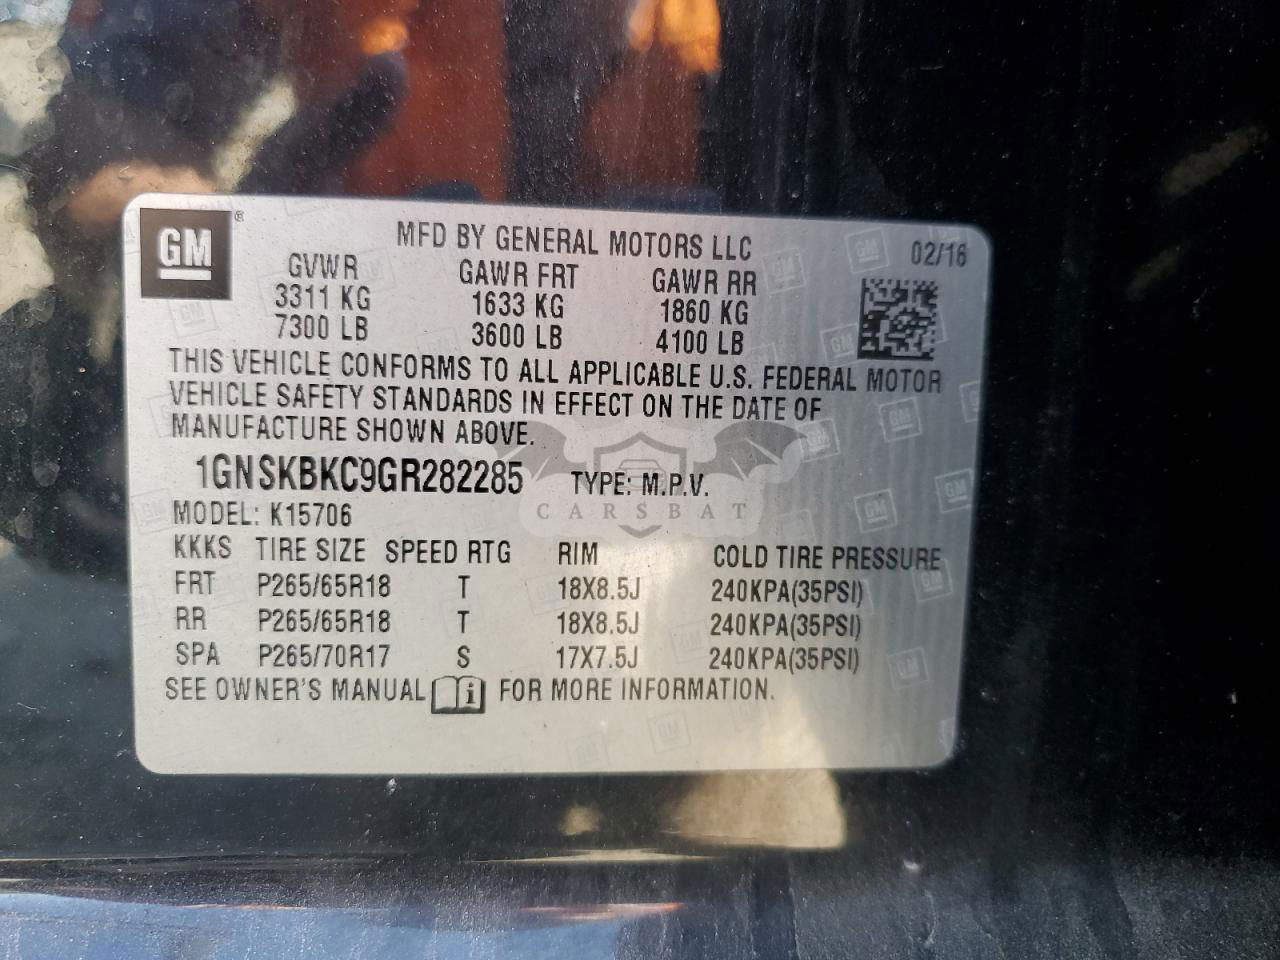 GM ®
MFD BY GENERAL MOTORS LLC 02/16
GVWR GAWR FRT GAWR RR
3311 KG 1633 KG 1860 KG
7300 LB 3600 LB 4100 LB
THIS VEHICLE CONFORMS TO ALL APPLICABLE U.S. FEDERAL MOTOR
VEHICLE SAFETY STANDARDS IN EFFECT ON THE DATE OF
MANUFACTURE SHOWN ABOVE.
1GNSKBKC9GR282285 TYPE: M.P.V.
CARSBAT
MODEL: K15706
KKKS TIRE SIZE SPEED RTG RIM COLD TIRE PRESSURE
FRT P265/65R18 T 18X8.5J 240KPA(35PSI)
RR P265/65R18 T 18X8.5J 240KPA(35PSI)
SPA P265/70R17 S 17X7.5J 240KPA(35PSI)
SEE OWNER'S MANUAL i FOR MORE INFORMATION.